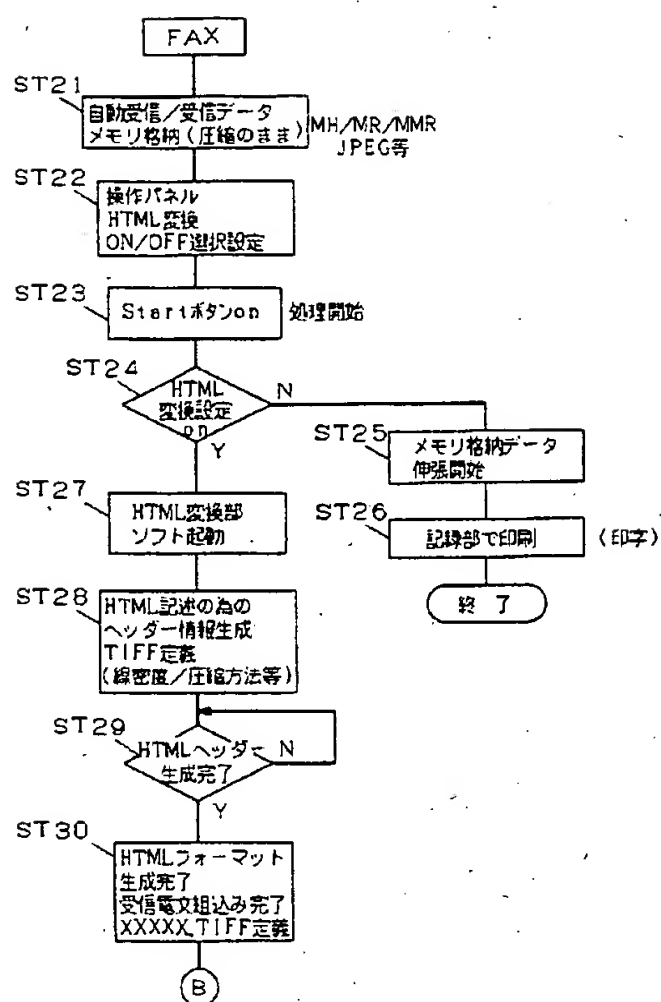 FAX
ST21
自動受信/受信データ
メモリ格納(圧縮のまま)
MH/MR/MMR
JPEG等
ST22
操作パネル
HTML変換
ON/OFF選択設定
ST23
Startボタンon
処理開始
ST24
HTML
変換設定
on
N
Y
ST25
メモリ格納データ
伸張開始
ST26
記録部で印刷
(印字)
終了
ST27
HTML変換部
ソフト起動
ST28
HTML記述の為の
ヘッダー情報生成
TIFF定義
(線密度/圧縮方法等)
ST29
HTMLヘッダー
生成完了
N
Y
ST30
HTMLフォーマット
生成完了
受信電文組込み完了
XXXXX.TIFF定義
B